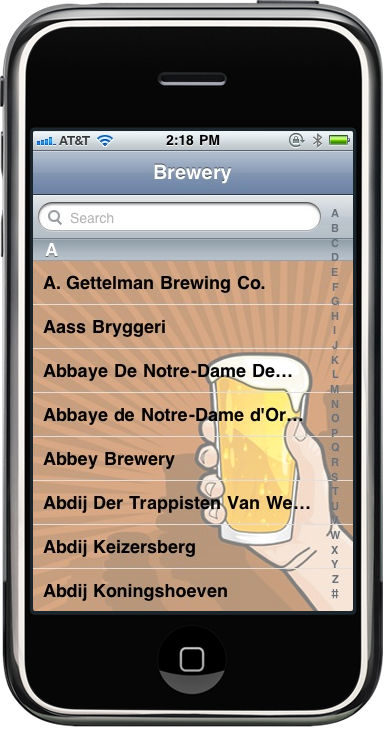 AT&T 2:18 PM
Brewery
Search
A
A. Gettelman Brewing Co.
Aass Bryggeri
Abbaye De Notre-Dame De...
Abbaye de Notre-Dame d'Or...
Abbey Brewery
Abdij Der Trappisten Van We...
Abdij Keizersberg
Abdij Koningshoeven
A
B
C
D
E
F
G
H
I
J
K
L
M
N
O
P
Q
R
S
T
U
V
W
X
Y
Z
#